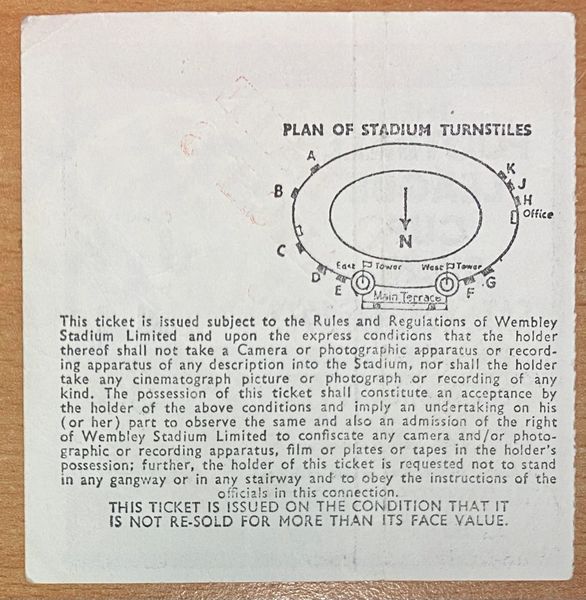 PLAN OF STADIUM TURNSTILES
A
K
J
B
H
Office
N
C
East Tower
West Tower
D
G
E
F
Main Terrace
This ticket is issued subject to the Rules and Regulations of Wembley
Stadium Limited and upon the express conditions that the holder
thereof shall not take a Camera or photographic apparatus or record-
ing apparatus of any description into the Stadium, nor shall the holder
take any cinematograph picture or photograph or recording of any
kind. The possession of this ticket shall constitute an acceptance by
the holder of the above conditions and imply an undertaking on his
(or her) part to observe the same and also an admission of the right
of Wembley Stadium Limited to confiscate any camera and/or photo-
graphic or recording apparatus, film or plates or tapes in the holder's
possession; further, the holder of this ticket is requested not to stand
in any gangway or in any stairway and to obey the instructions of the
officials in this connection.
THIS TICKET IS ISSUED ON THE CONDITION THAT IT
IS NOT RE-SOLD FOR MORE THAN ITS FACE VALUE.